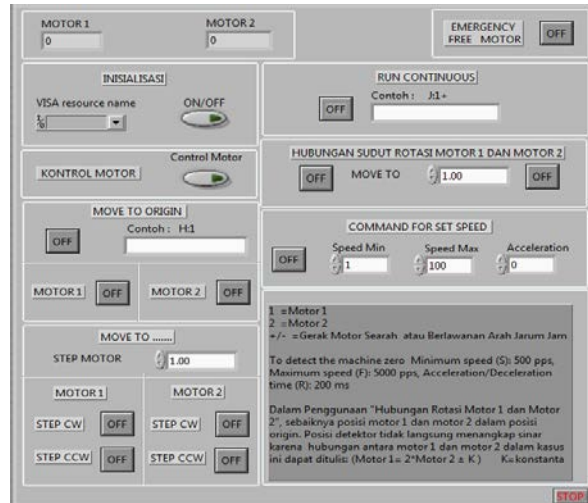 MOTOR 1
0
MOTOR 2
0
EMERGENCY
FREE MOTOR
OFF
INISIALISASI
VISA resource name
ON/OFF
KONTROL MOTOR
Control Motor
MOVE TO ORIGIN
OFF
Contoh : H:1
MOTOR 1
OFF
MOTOR 2
OFF
MOVE TO .......
STEP MOTOR
1.00
MOTOR 1
MOTOR 2
STEP CW
OFF
STEP CW
OFF
STEP CCW
OFF
STEP CCW
OFF
RUN CONTINUOUS
OFF
Contoh : J:1+
HUBUNGAN SUDUT ROTASI MOTOR 1 DAN MOTOR 2
OFF
MOVE TO
1.00
OFF
COMMAND FOR SET SPEED
OFF
Speed Min
1
Speed Max
100
Acceleration
0
1 =Motor 1
2 =Motor 2
+/- =Gerak Motor Searah atau Berlawanan Arah Jarum Jam
To detect the machine zero Minimum speed (S): 500 pps,
Maximum speed (F): 5000 pps, Acceleration/Deceleration
time (R): 200 ms
Dalam Penggunaan "Hubungan Rotasi Motor 1 dan Motor
2", sebaiknya posisi motor 1 dan motor 2 dalam posisi
origin. Posisi detektor tidak langsung menangkap sinar
karena hubungan antara motor 1 dan motor 2 dalam kasus
ini dapat ditulis: (Motor 1= 2*Motor 2 ± K ) K=konstanta
STOP